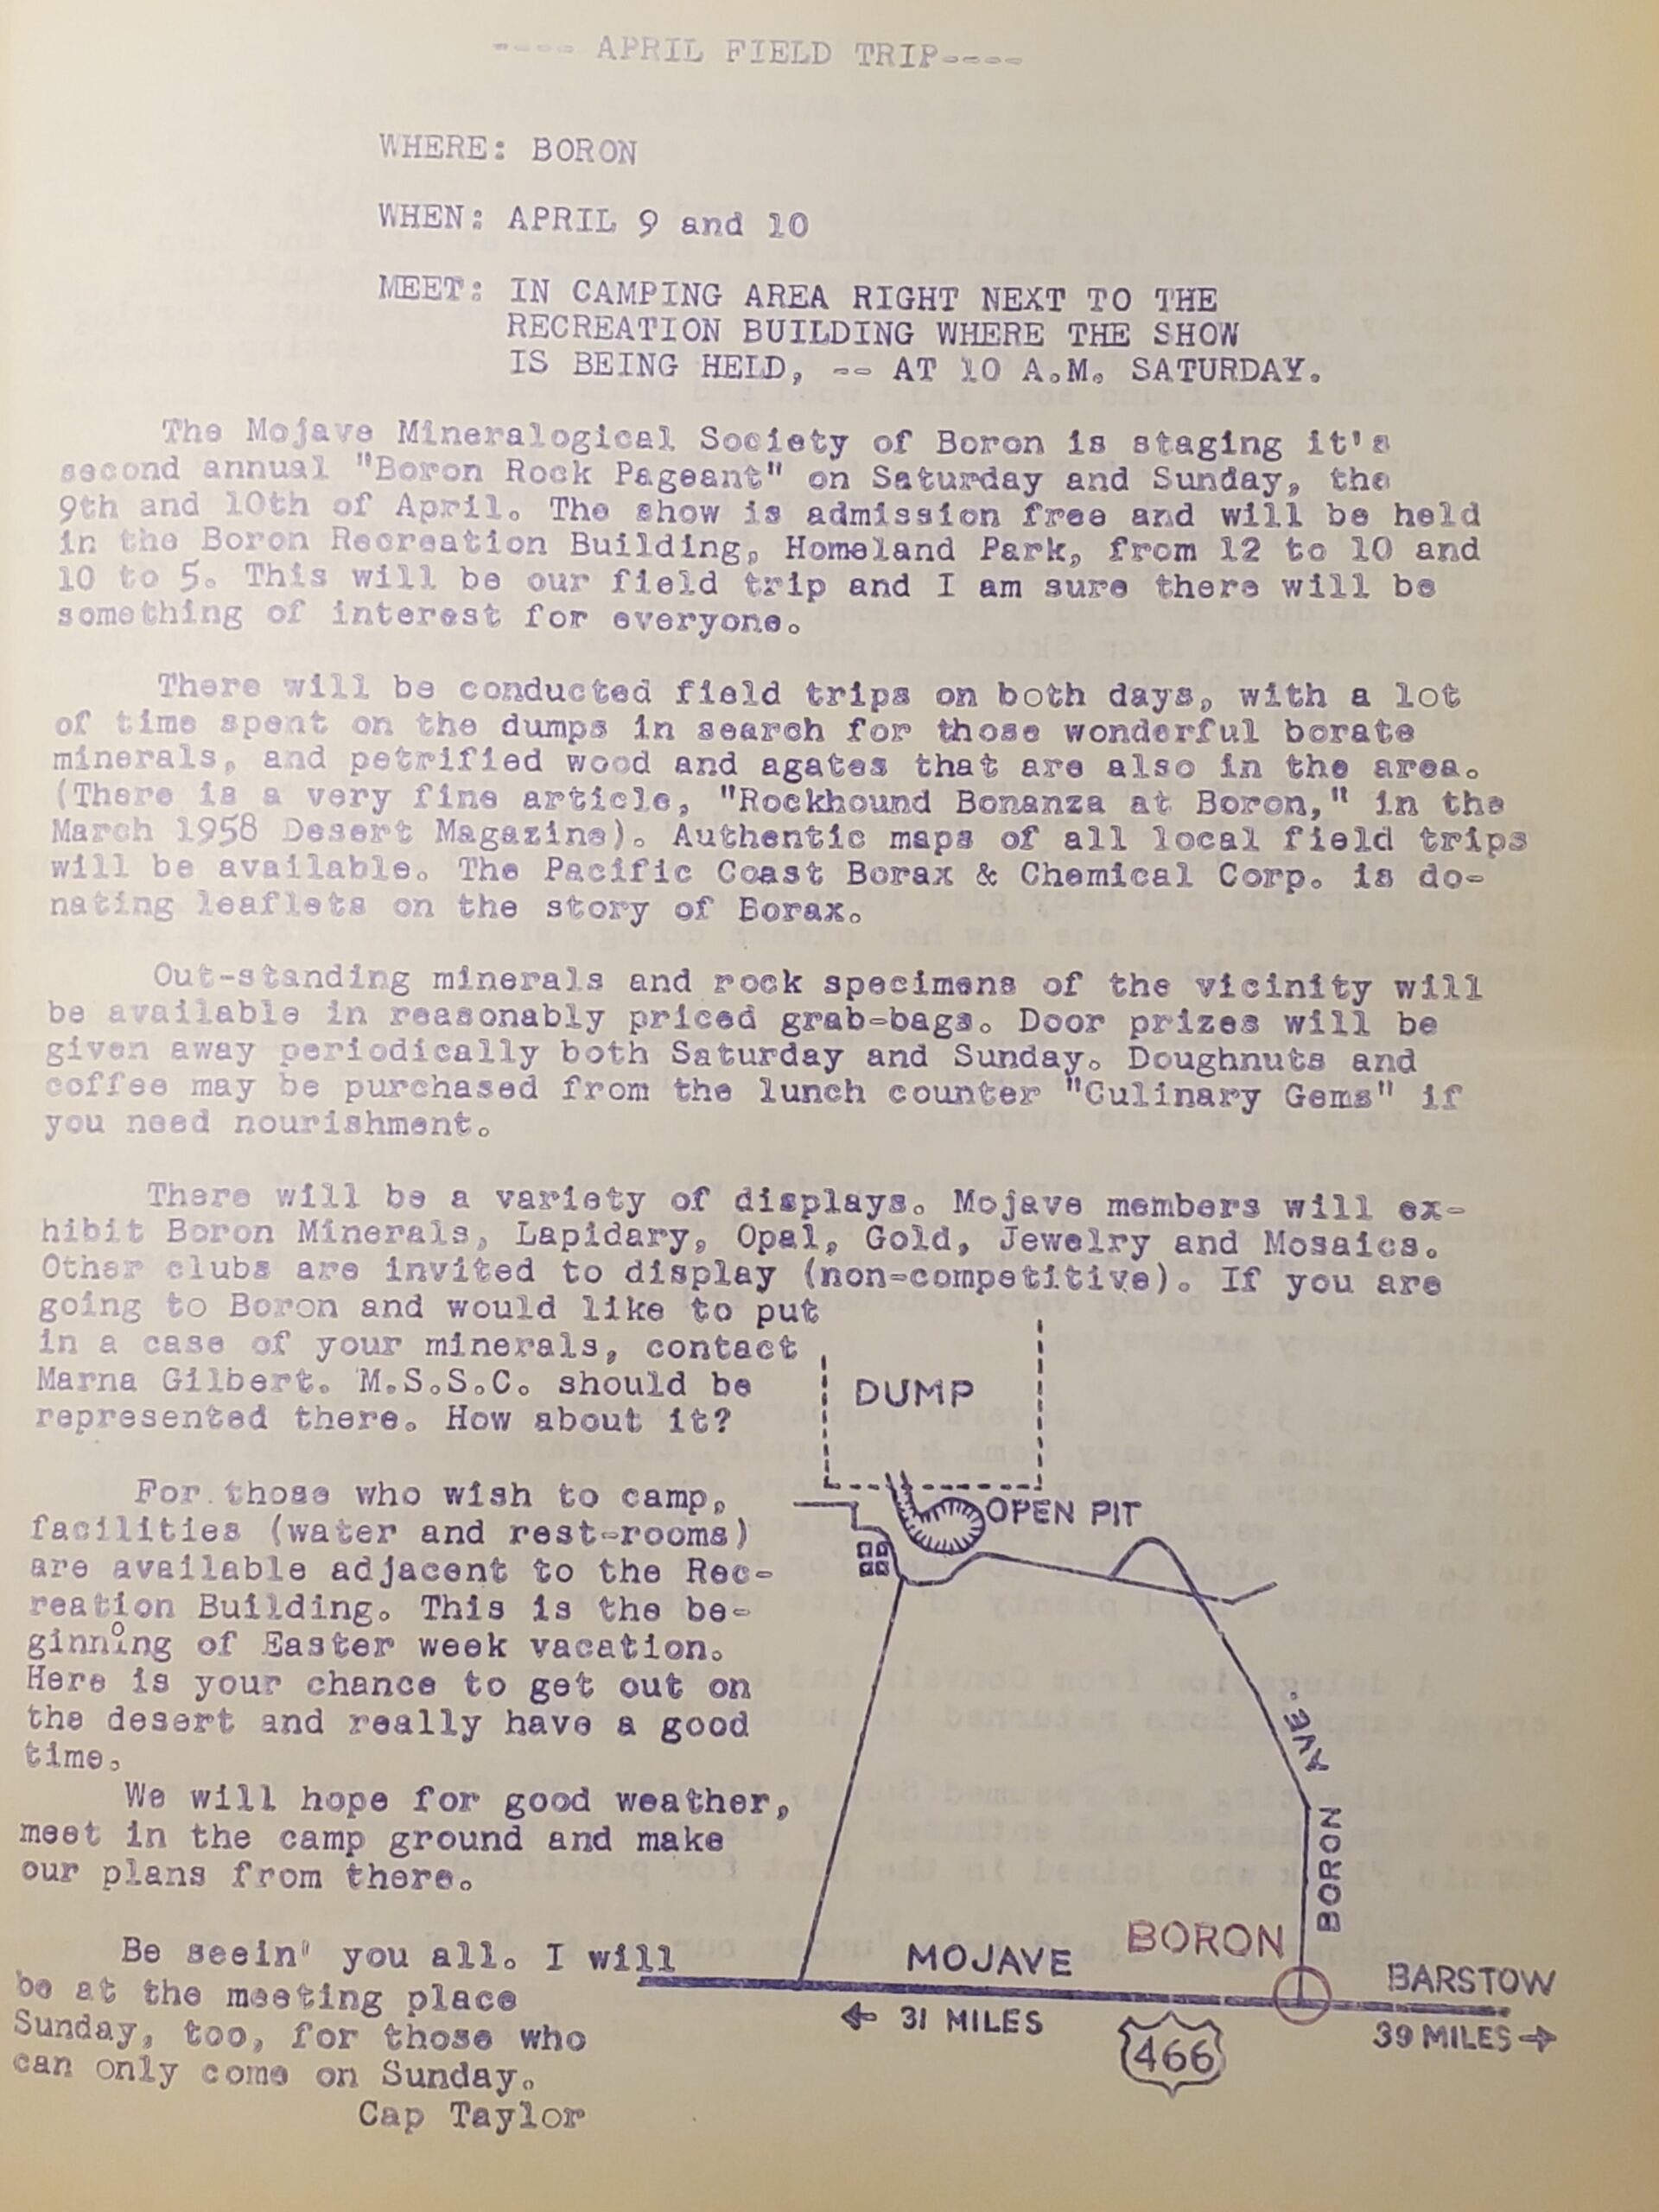 ---- APRIL FIELD TRIP----
WHERE: BORON
WHEN: APRIL 9 and 10
MEET: IN CAMPING AREA RIGHT NEXT TO THE
RECREATION BUILDING WHERE THE SHOW
IS BEING HELD, -- AT 10 A.M. SATURDAY.
The Mojave Mineralogical Society of Boron is staging it's
second annual "Boron Rock Pageant" on Saturday and Sunday, the
9th and 10th of April. The show is admission free and will be held
in the Boron Recreation Building, Homeland Park, from 12 to 10 and
10 to 5. This will be our field trip and I am sure there will be
something of interest for everyone.
There will be conducted field trips on both days, with a lot
of time spent on the dumps in search for those wonderful borate
minerals, and petrified wood and agates that are also in the area.
(There is a very fine article, "Rockhound Bonanza at Boron," in the
March 1958 Desert Magazine). Authentic maps of all local field trips
will be available. The Pacific Coast Borax & Chemical Corp. is do-
nating leaflets on the story of Borax.
Out-standing minerals and rock specimens of the vicinity will
be available in reasonably priced grab-bags. Door prizes will be
given away periodically both Saturday and Sunday. Doughnuts and
coffee may be purchased from the lunch counter "Culinary Gems" if
you need nourishment.
There will be a variety of displays. Mojave members will ex-
hibit Boron Minerals, Lapidary, Opal, Gold, Jewelry and Mosaics.
Other clubs are invited to display (non-competitive). If you are
going to Boron and would like to put
in a case of your minerals, contact
Marna Gilbert. M.S.S.C. should be
represented there. How about it?
For those who wish to camp,
facilities (water and rest-rooms)
are available adjacent to the Rec-
reation Building. This is the be-
ginning of Easter week vacation.
Here is your chance to get out on
the desert and really have a good
time.
We will hope for good weather,
meet in the camp ground and make
our plans from there.
Be seein' you all. I will
be at the meeting place
Sunday, too, for those who
can only come on Sunday.
Cap Taylor
DUMP
OPEN PIT
BORON AVE.
BORON
MOJAVE
← 31 MILES
466
BARSTOW
39 MILES →